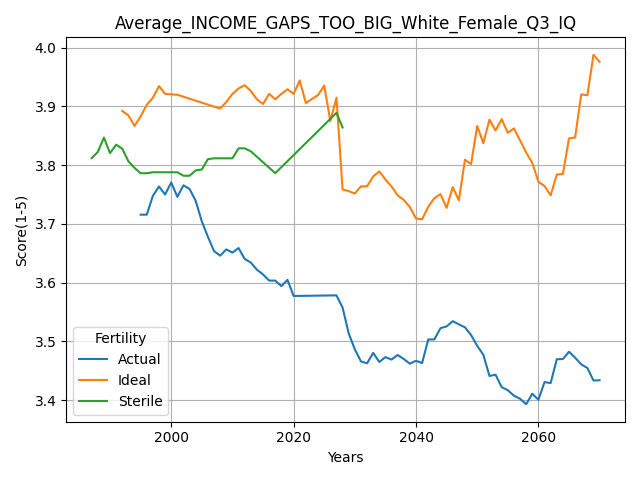 Average_INCOME_GAPS_TOO_BIG_White_Female_Q3_IQ
4.0
3.9
3.8
3.7
3.6
3.5
3.4
Score(1-5)
Fertility
Actual
Ideal
Sterile
2000 2020 2040 2060
Years